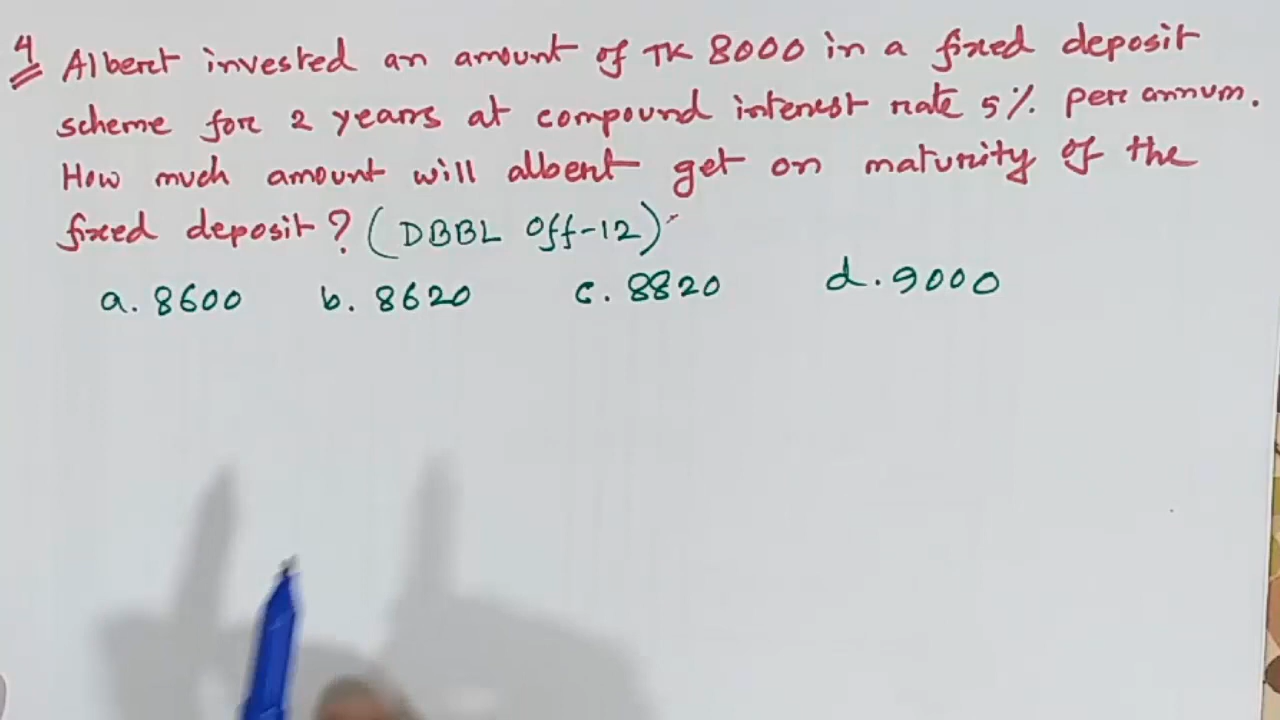 4 Albert invested an amount of TK 8000 in a fixed deposit
scheme for 2 years at compound interest rate 5% per annum.
How much amount will albert get on maturity of the
fixed deposit? (DBBL Off-12)
a. 8600 b. 8620 c. 8820 d. 9000